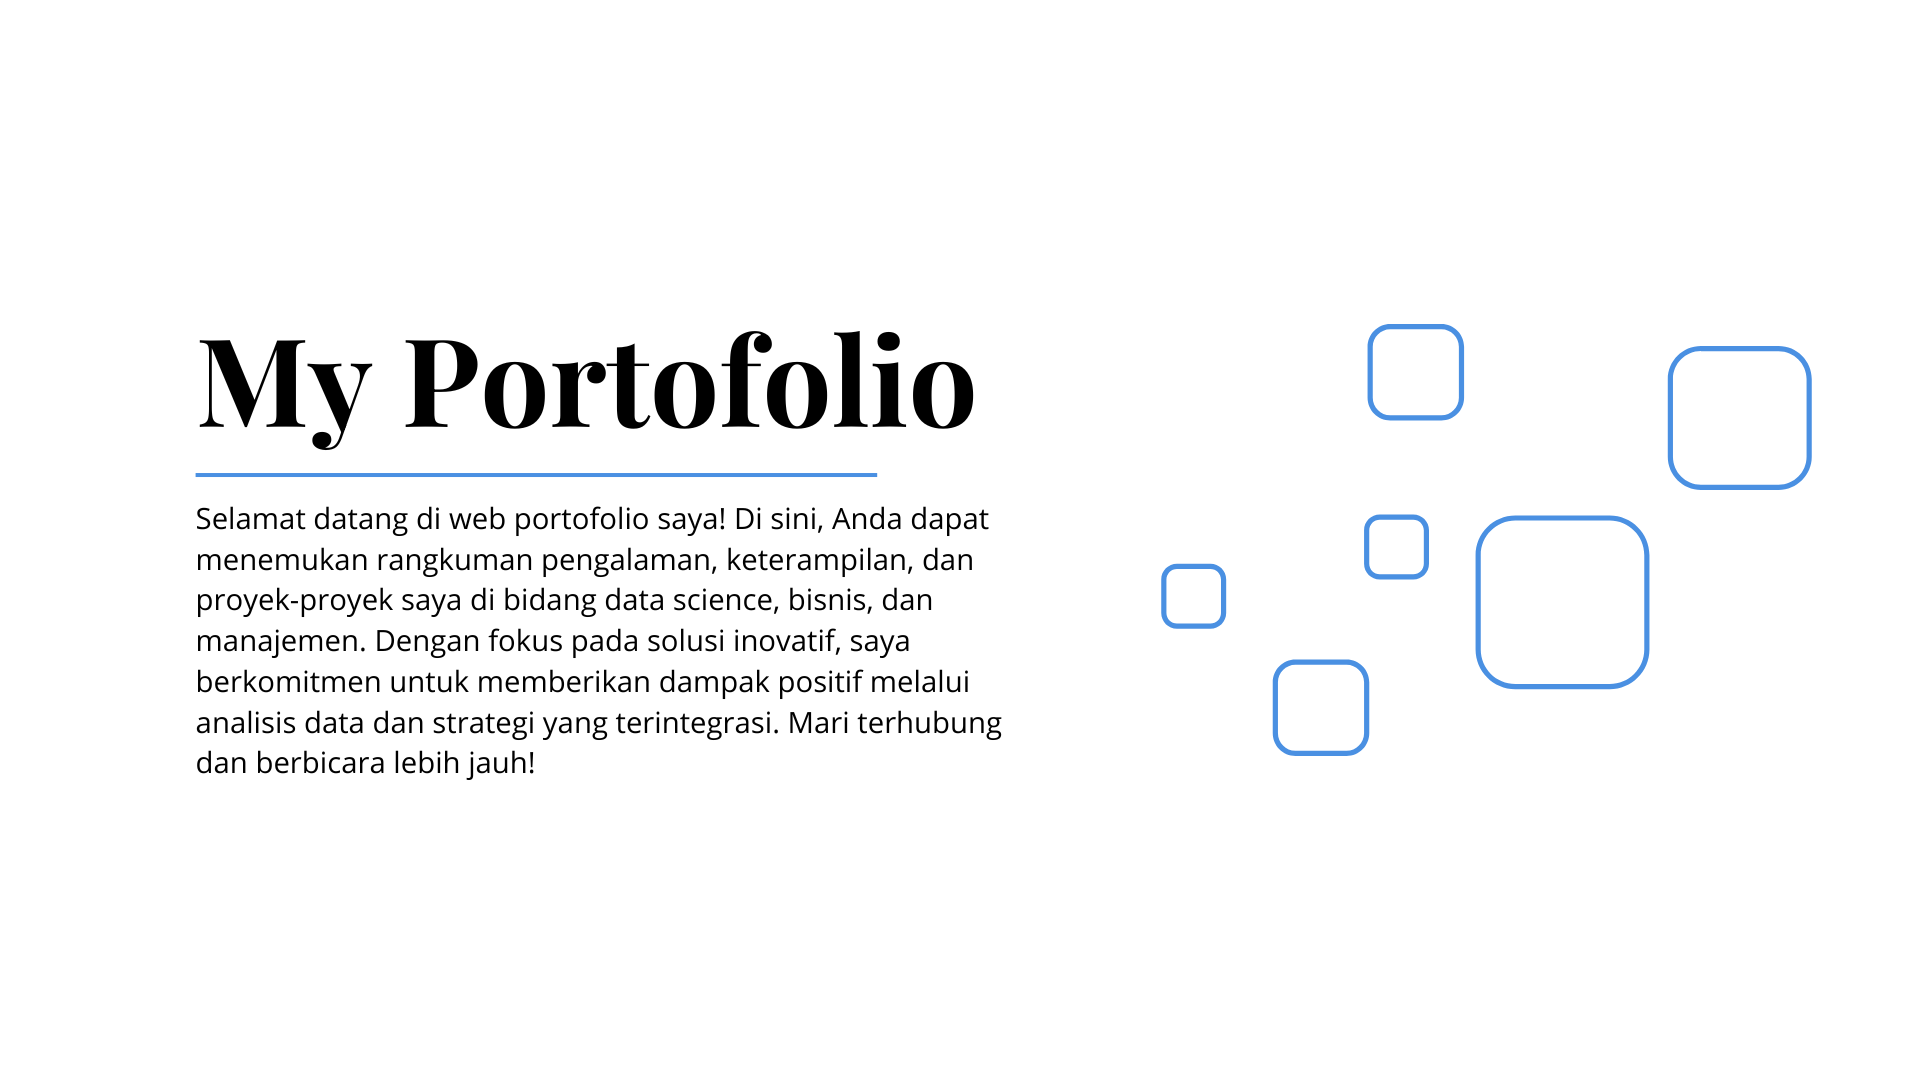 My Portofolio
Selamat datang di web portofolio saya! Di sini, Anda dapat
menemukan rangkuman pengalaman, keterampilan, dan
proyek-proyek saya di bidang data science, bisnis, dan
manajemen. Dengan fokus pada solusi inovatif, saya
berkomitmen untuk memberikan dampak positif melalui
analisis data dan strategi yang terintegrasi. Mari terhubung
dan berbicara lebih jauh!